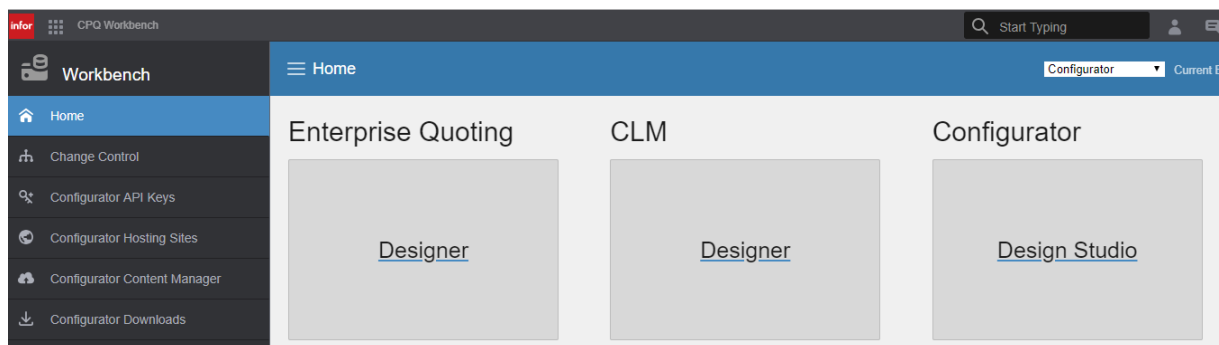 infor CPQ Workbench Start Typing
Workbench
Home
Configurator
Home
Change Control
Configurator API Keys
Configurator Hosting Sites
Configurator Content Manager
Configurator Downloads
Enterprise Quoting
Designer
CLM
Designer
Configurator
Design Studio
Current